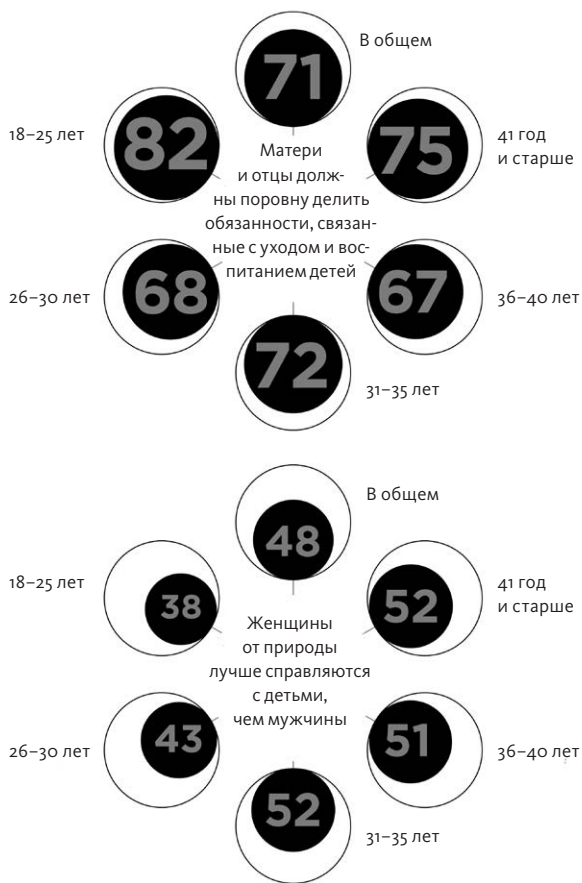 В общем
71
18–25 лет
82
75
41 год
и старше
Матери
и отцы долж-
ны поровну делить
обязанности, связан-
ные с уходом и вос-
питанием детей
26–30 лет
68
67
36–40 лет
72
31–35 лет
В общем
48
18–25 лет
38
52
41 год
и старше
Женщины
от природы
лучше справляются
с детьми,
чем мужчины
26–30 лет
43
51
36–40 лет
52
31–35 лет